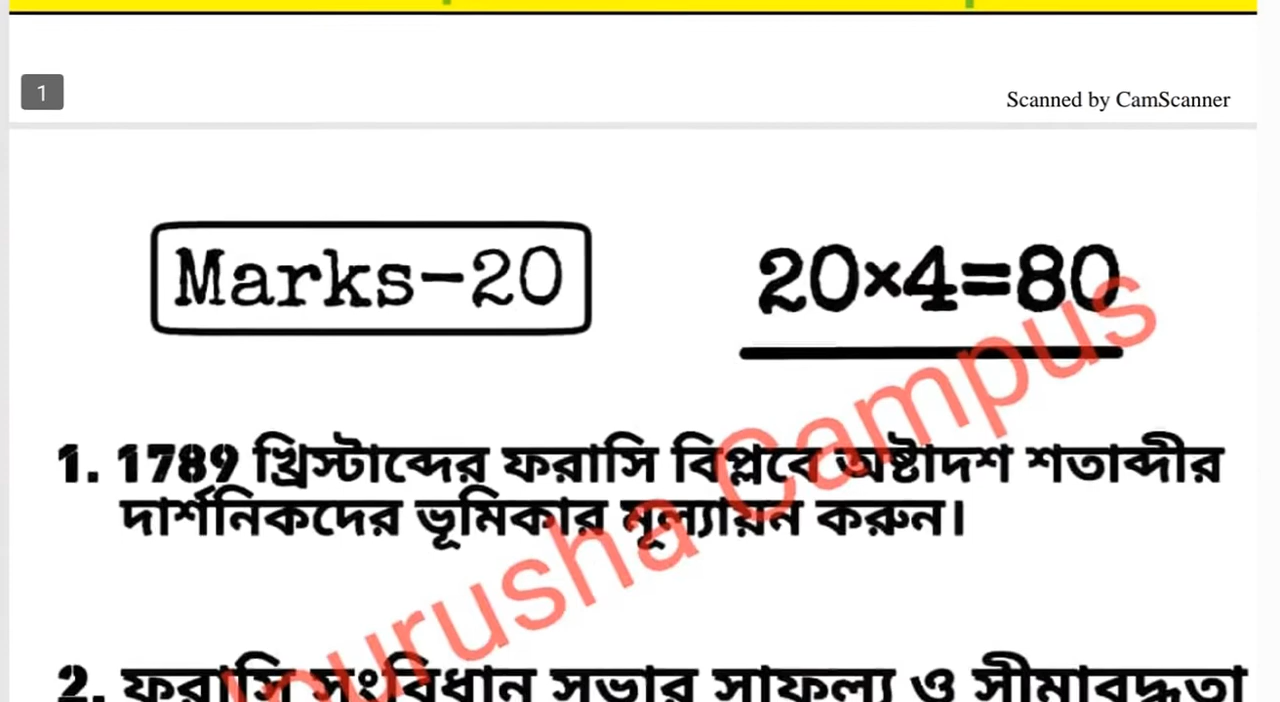 1
Scanned by CamScanner
Marks-20
20×4=80
1. 1789 খ্রিস্টাব্দের ফরাসি বিপ্লবে অষ্টাদশ শতাব্দীর
দার্শনিকদের ভূমিকার মূল্যায়ন করুন।
purusha Campus
2. ফরাসি সংবিধান সভার সাফল্য ও সীমাবদ্ধতা